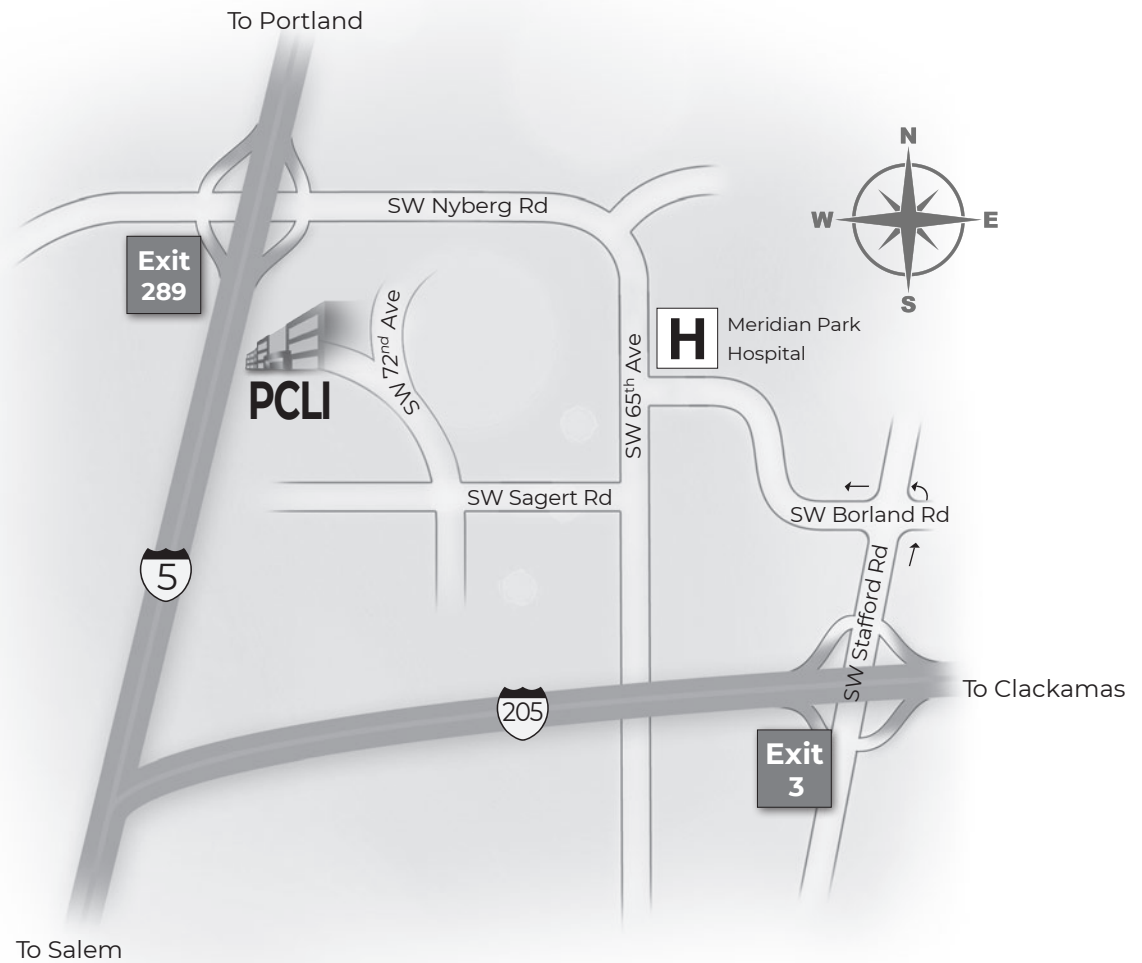 To Portland
N
W
E
S
SW Nyberg Rd
Exit
289
SW 72nd Ave
PCLI
H
Meridian Park
Hospital
SW 65th Ave
SW Sagert Rd
SW Borland Rd
5
SW Stafford Rd
205
To Clackamas
Exit
3
To Salem